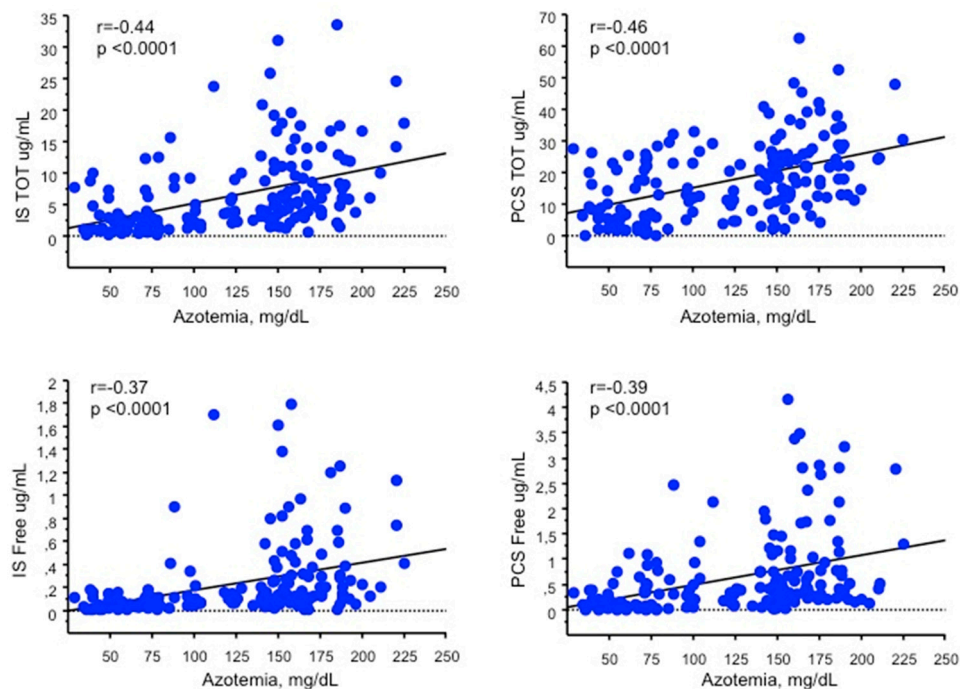 r=-0.44
p <0.0001
IS TOT ug/mL
35
30
25
20
15
10
5
0
50 75 100 125 150 175 200 225 250
Azotemia, mg/dL
r=-0.46
p <0.0001
PCS TOT ug/mL
70
60
50
40
30
20
10
0
50 75 100 125 150 175 200 225 250
Azotemia, mg/dL
r=-0.37
p <0.0001
IS Free ug/mL
2
1,8
1,6
1,4
1,2
1
,8
,6
,4
,2
0
50 75 100 125 150 175 200 225 250
Azotemia, mg/dL
r=-0.39
p <0.0001
PCS Free ug/mL
4,5
4
3,5
3
2,5
2
1,5
1
,5
0
50 75 100 125 150 175 200 225 250
Azotemia, mg/dL